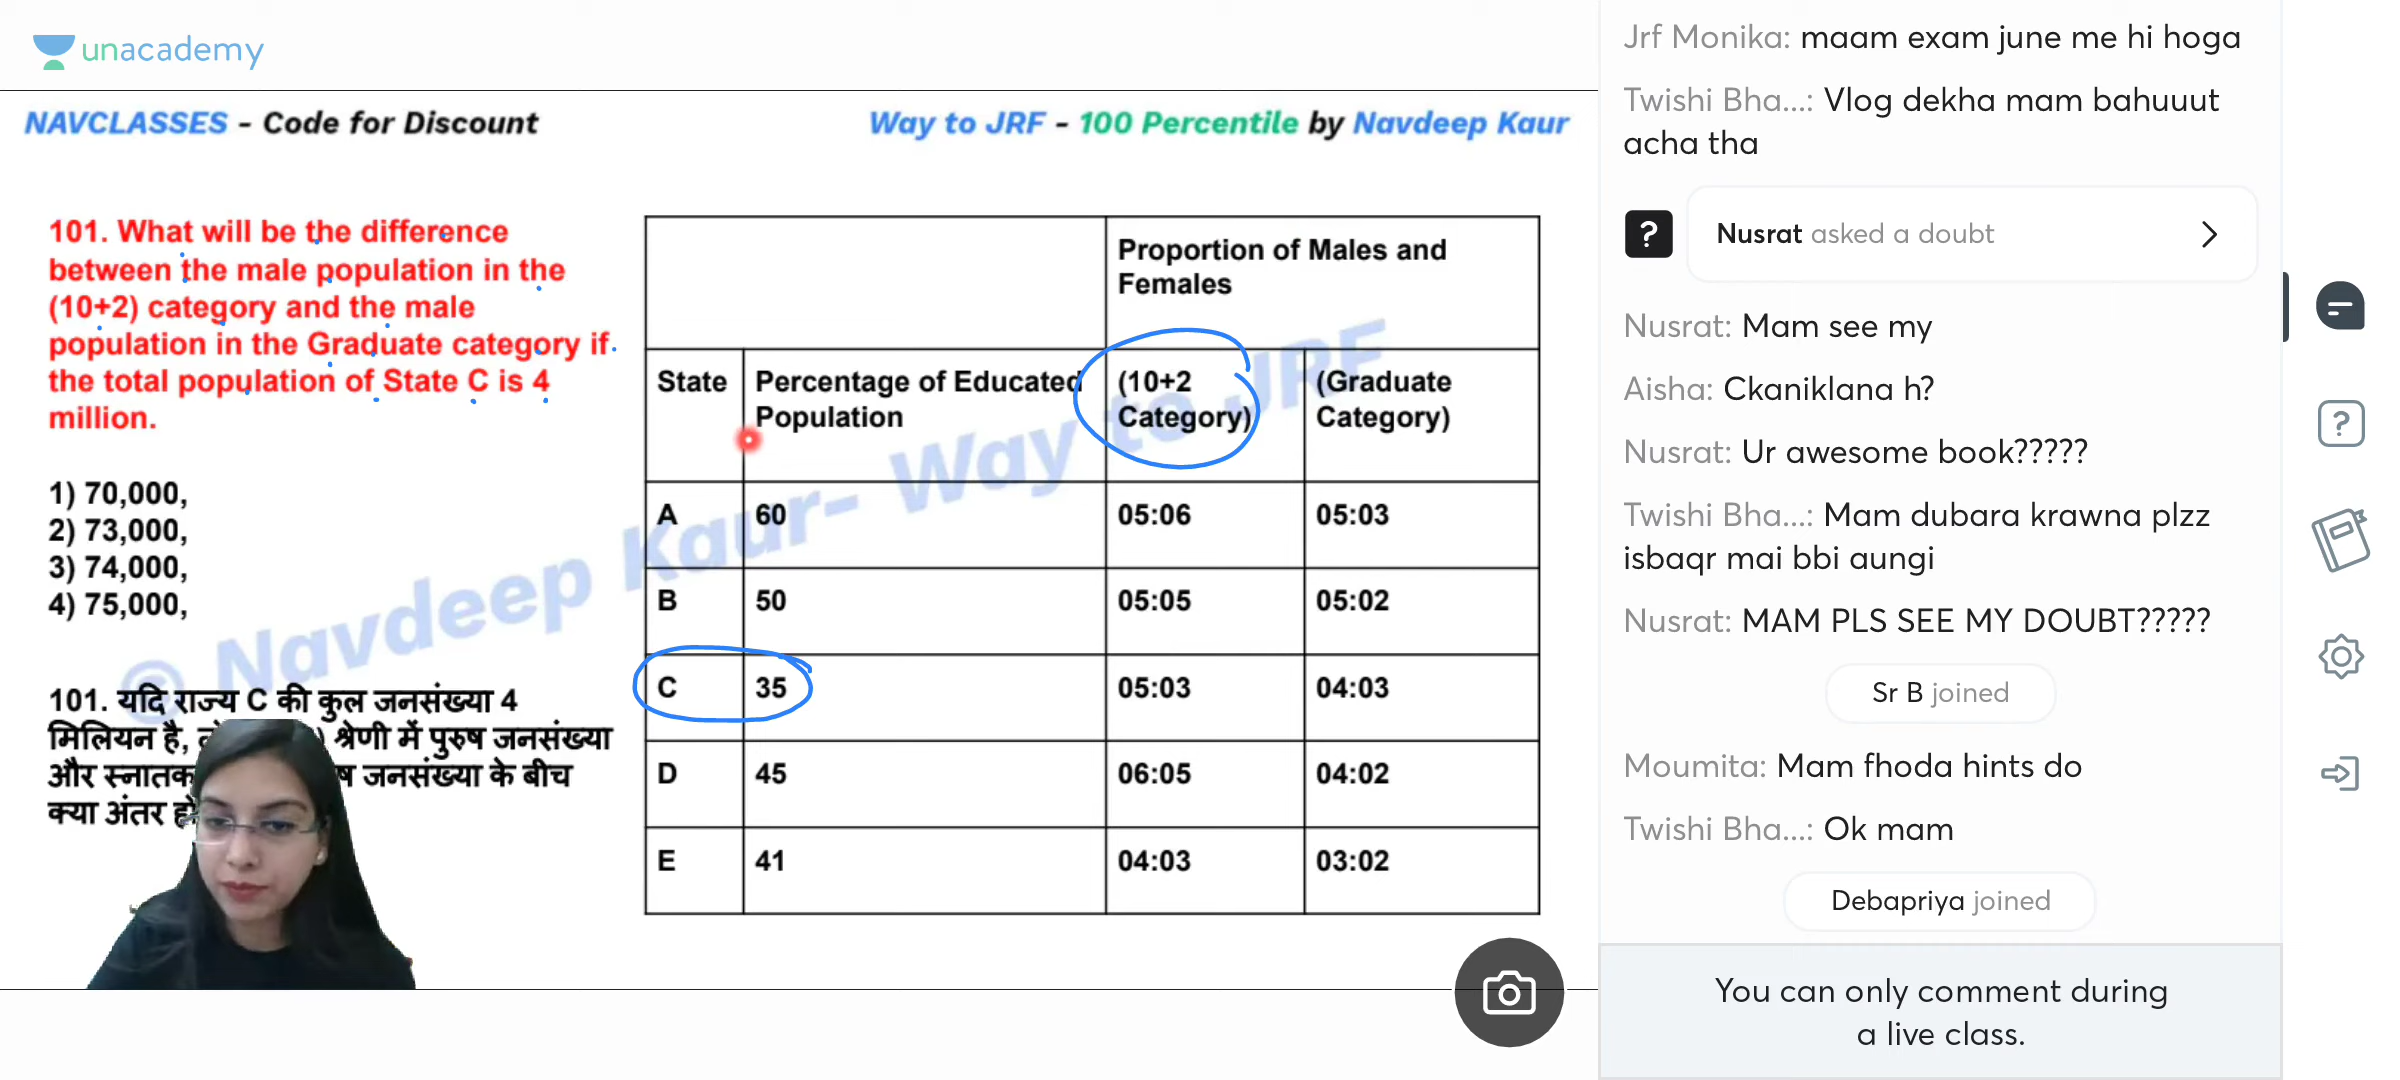 unacademy
NAVCLASSES - Code for Discount
Way to JRF - 100 Percentile by Navdeep Kaur
101. What will be the difference
between the male population in the
(10+2) category and the male
population in the Graduate category if
the total population of State C is 4
million.
1) 70,000,
2) 73,000,
3) 74,000,
4) 75,000,
101. यदि राज्य C की कुल जनसंख्या 4
मिलियन है, ) श्रेणी में पुरुष जनसंख्या
और स्नातक ष जनसंख्या के बीच
क्या अंतर
Proportion of Males and
Females
State Percentage of Educated Population (10+2 Category) (Graduate Category)
A 60 05:06 05:03
B 50 05:05 05:02
C 35 05:03 04:03
D 45 06:05 04:02
E 41 04:03 03:02
© Navdeep Kaur- Way to JRF
Jrf Monika: maam exam june me hi hoga
Twishi Bha...: Vlog dekha mam bahuuut
acha tha
? Nusrat asked a doubt
Nusrat: Mam see my
Aisha: Ckaniklana h?
Nusrat: Ur awesome book?????
Twishi Bha...: Mam dubara krawna plzz
isbaqr mai bbi aungi
Nusrat: MAM PLS SEE MY DOUBT?????
Sr B joined
Moumita: Mam fhoda hints do
Twishi Bha...: Ok mam
Debapriya joined
You can only comment during
a live class.
?